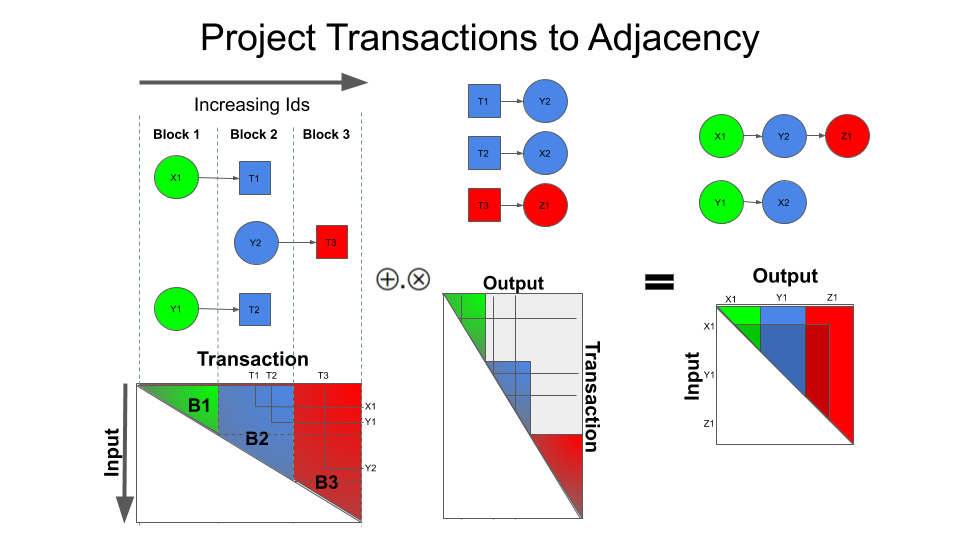 Project Transactions to Adjacency
Increasing Ids
Block 1 Block 2 Block 3
X1 T1
Y2 T3
Y1 T2
T1 Y2
T2 X2
T3 Z1
X1 Y2 Z1
Y1 X2
⊕.⊗
=
Transaction
T1 T2 T3
Input
B1
B2
B3
X1
Y1
Y2
Output
Transaction
Output
X1 Y1 Z1
Input
X1
Y1
Z1